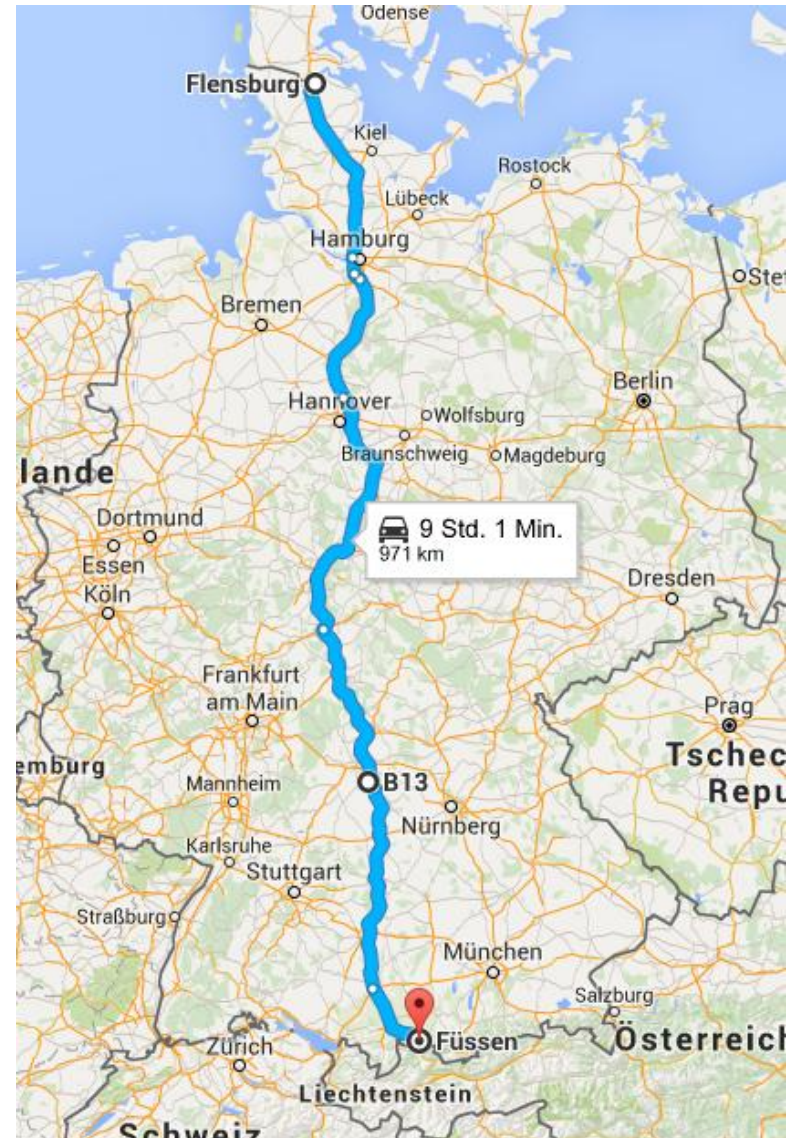 Odense
Flensburg
Kiel
Rostock
Lübeck
Hamburg
Stet
Bremen
Berlin
Hannover
Wolfsburg
Braunschweig
Magdeburg
lande
Dortmund
9 Std. 1 Min.
971 km
Essen
Köln
Dresden
Frankfurt
am Main
Prag
Tschec
Repu
emburg
B13
Mannheim
Nürnberg
Karlsruhe
Stuttgart
Straßburg
München
Salzburg
Füssen
Österreich
Zürich
Liechtenstein
Schweiz